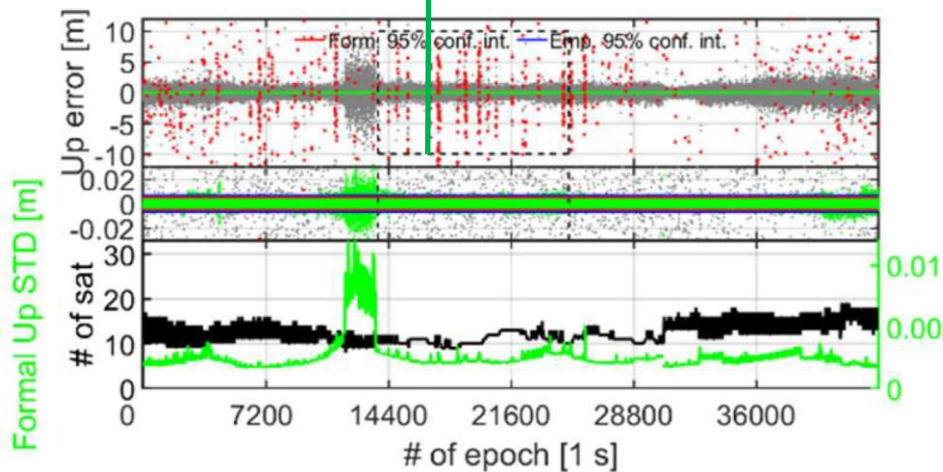 Up error [m]
10
5
0
-5
-10
Form. 95% conf. int. Emp. 95% conf. int.
0.02
0
-0.02
Formal Up STD [m]
# of sat
30
20
10
0
0.01
0.00
0
0 7200 14400 21600 28800 36000
# of epoch [1 s]